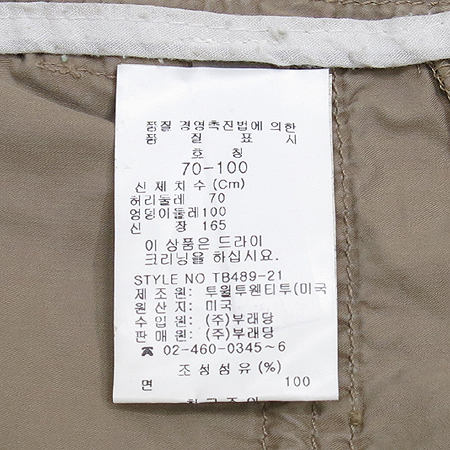 품질 경영촉진법에 의한
품 질 표 시
호 칭
70-100
신 체 치 수 (Cm)
허리둘레 70
엉덩이둘레 100
신 장 165
이 상품은 드라이
크리닝을 하십시요.
STYLE NO TB489-21
제 조 원: 투웰투웬티투(미국
원 산 지: 미국
수 입 원: (주)부래당
판 매 원: (주)부래당
☎ 02-460-0345~6
조 성 섬 유 (%)
면 100